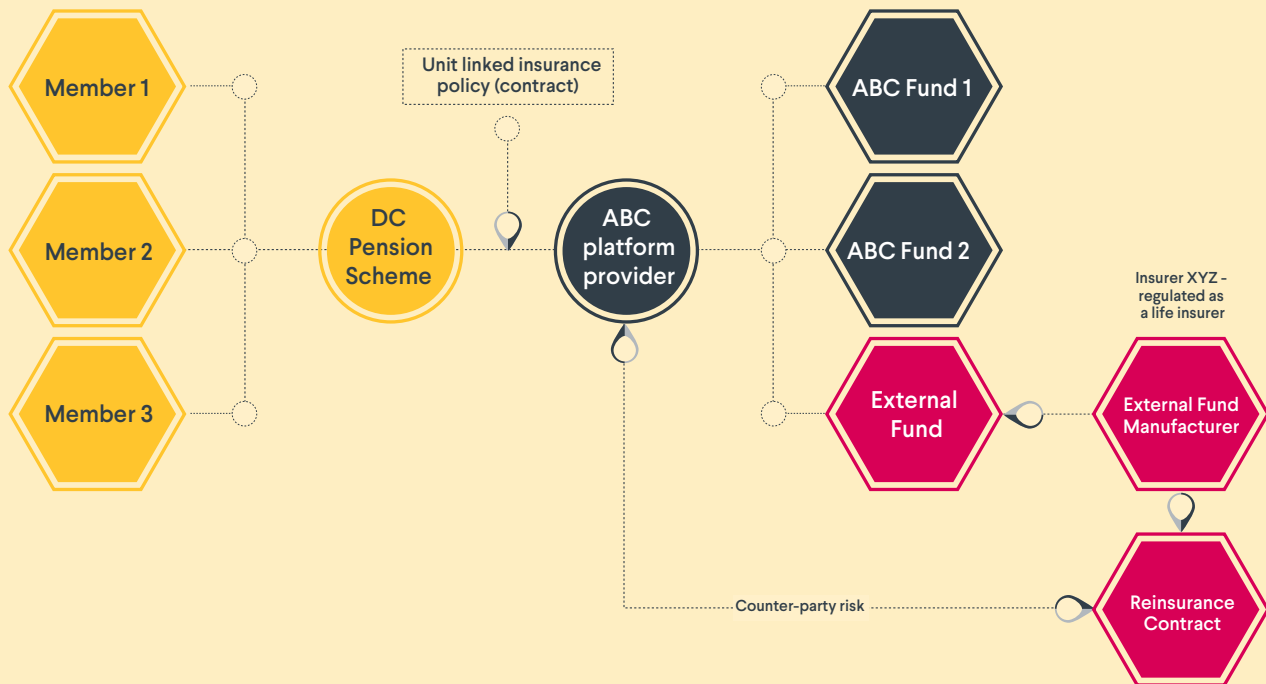 Member 1
Unit linked insurance
policy (contract)
ABC Fund 1
Member 2
DC
Pension
Scheme
ABC
platform
provider
ABC Fund 2
Insurer XYZ -
regulated as
a life insurer
Member 3
External
Fund
External Fund
Manufacturer
Counter-party risk
Reinsurance
Contract